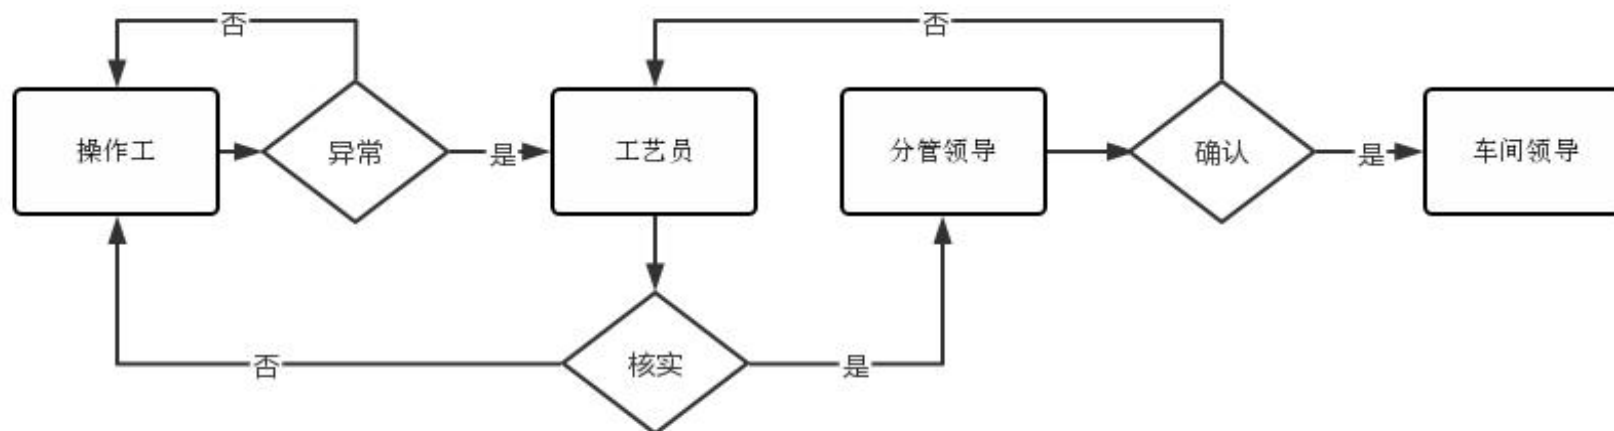 否
否
操作工
异常
是
工艺员
分管领导
确认
是
车间领导
否
核实
是